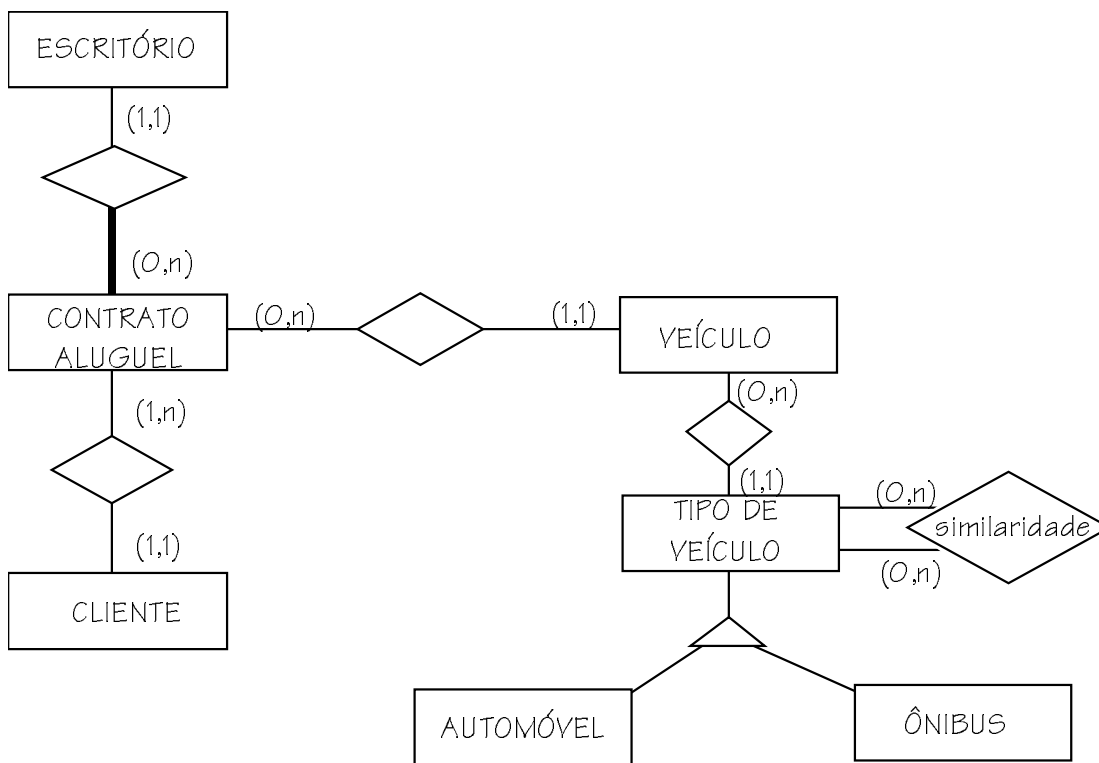 ESCRITÓRIO
(1,1)
(0,n)
CONTRATO
ALUGUEL
(0,n)
(1,1)
VEÍCULO
(1,n)
(1,1)
CLIENTE
(0,n)
(1,1)
TIPO DE
VEÍCULO
(0,n)
similaridade
(0,n)
AUTOMÓVEL
ÔNIBUS